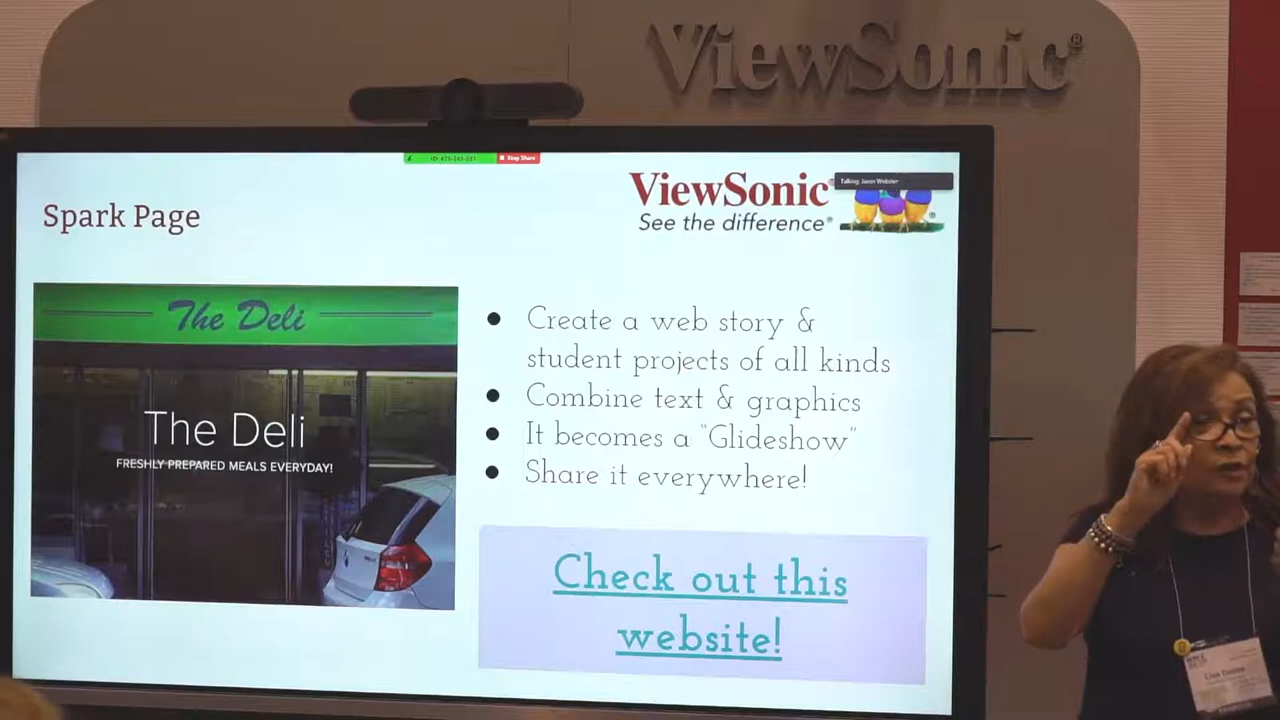 ViewSonic®
Stop Share
Talking: Jason Webster
ViewSonic®
See the difference®
Spark Page
The Deli
The Deli
FRESHLY PREPARED MEALS EVERYDAY!
● Create a web story &
student projects of all kinds
● Combine text & graphics
● It becomes a "Glideshow"
● Share it everywhere!
Check out this
website!